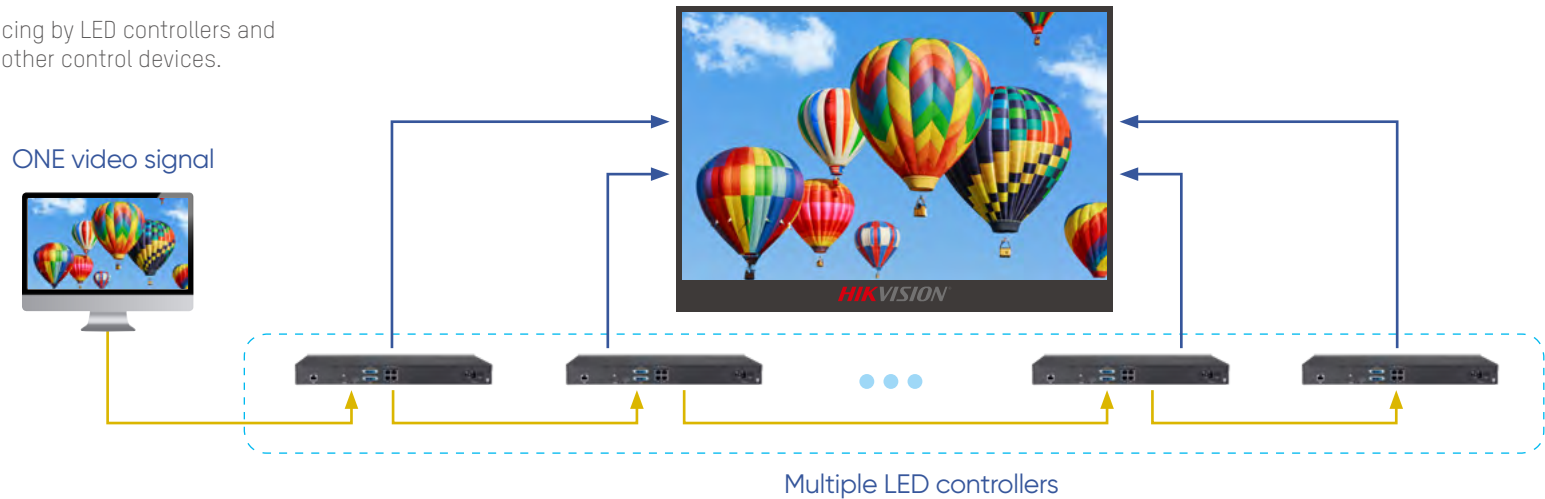 cing by LED controllers and
other control devices.
ONE video signal
HIKVISION
Multiple LED controllers